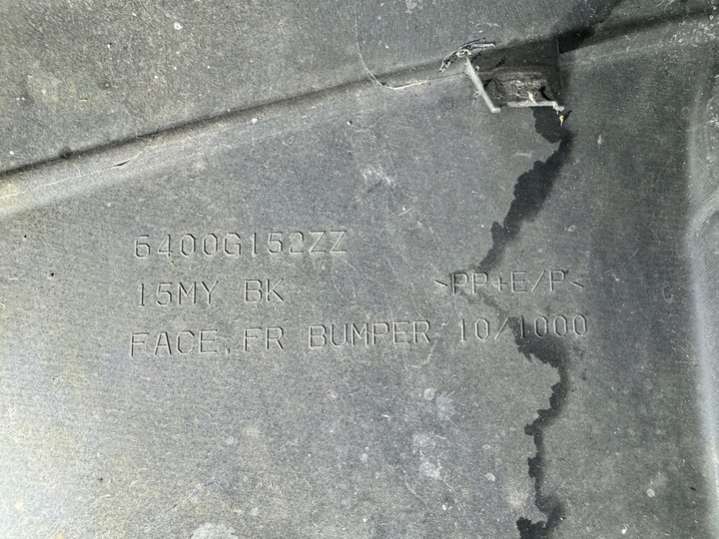 6400G152ZZ
15MY BK >PP+E/P<
FACE,FR BUMPER 10/1000